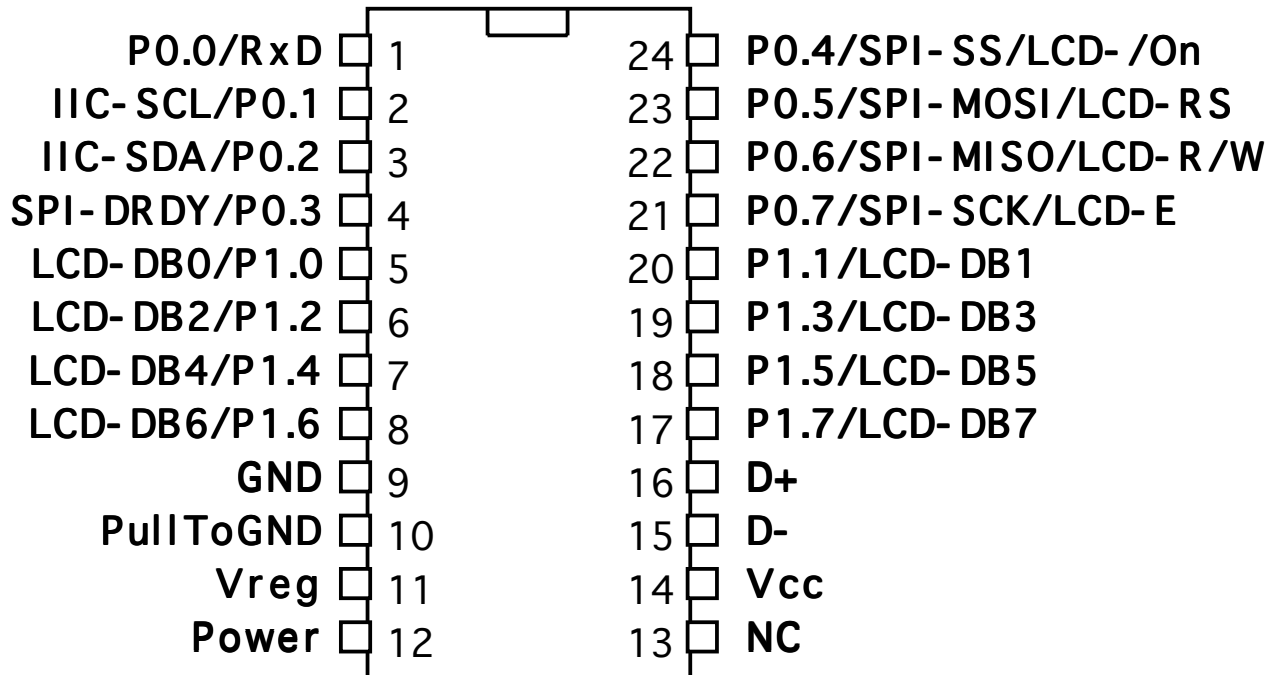 P0.0/RxD 1 24 P0.4/SPI-SS/LCD-/On
IIC-SCL/P0.1 2 23 P0.5/SPI-MOSI/LCD-RS
IIC-SDA/P0.2 3 22 P0.6/SPI-MISO/LCD-R/W
SPI-DRDY/P0.3 4 21 P0.7/SPI-SCK/LCD-E
LCD-DB0/P1.0 5 20 P1.1/LCD-DB1
LCD-DB2/P1.2 6 19 P1.3/LCD-DB3
LCD-DB4/P1.4 7 18 P1.5/LCD-DB5
LCD-DB6/P1.6 8 17 P1.7/LCD-DB7
GND 9 16 D+
PullToGND 10 15 D-
Vreg 11 14 Vcc
Power 12 13 NC